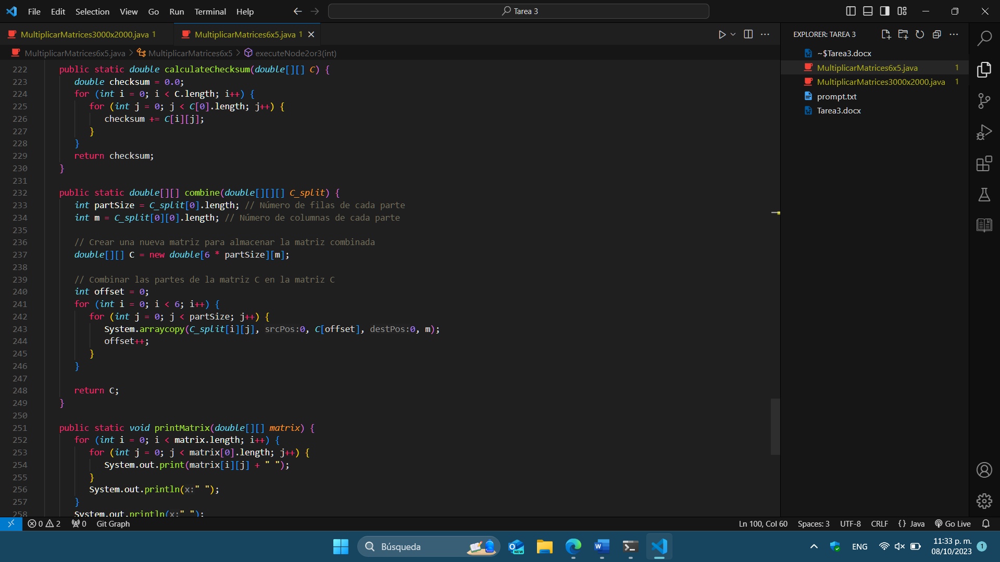 File Edit Selection View Go Run Terminal Help
Tarea 3
MultiplicarMatrices3000x2000.java 1
MultiplicarMatrices6x5.java 1
MultiplicarMatrices6x5.java > MultiplicarMatrices6x5 > executeNode2or3(int)
222 public static double calculateChecksum(double[][] C) {
223 double checksum = 0.0;
224 for (int i = 0; i < C.length; i++) {
225 for (int j = 0; j < C[0].length; j++) {
226 checksum += C[i][j];
227 }
228 }
229 return checksum;
230 }
231
232 public static double[][] combine(double[][][] C_split) {
233 int partSize = C_split[0].length; // Número de filas de cada parte
234 int m = C_split[0][0].length; // Número de columnas de cada parte
235
236 // Crear una nueva matriz para almacenar la matriz combinada
237 double[][] C = new double[6 * partSize][m];
238
239 // Combinar las partes de la matriz C en la matriz C
240 int offset = 0;
241 for (int i = 0; i < 6; i++) {
242 for (int j = 0; j < partSize; j++) {
243 System.arraycopy(C_split[i][j], srcPos:0, C[offset], destPos:0, m);
244 offset++;
245 }
246 }
247
248 return C;
249 }
250
251 public static void printMatrix(double[][] matrix) {
252 for (int i = 0; i < matrix.length; i++) {
253 for (int j = 0; j < matrix[0].length; j++) {
254 System.out.print(matrix[i][j] + " ");
255 }
256 System.out.println(x:" ");
257 }
258 System.out.println(x:" ");
EXPLORER: TAREA 3
~$Tarea3.docx
MultiplicarMatrices6x5.java 1
MultiplicarMatrices3000x2000.java 1
prompt.txt
Tarea3.docx
0 2 0 Git Graph
Ln 100, Col 60 Spaces: 3 UTF-8 CRLF {} Java Go Live
Búsqueda
NEW
ENG
11:33 p. m.
08/10/2023
1